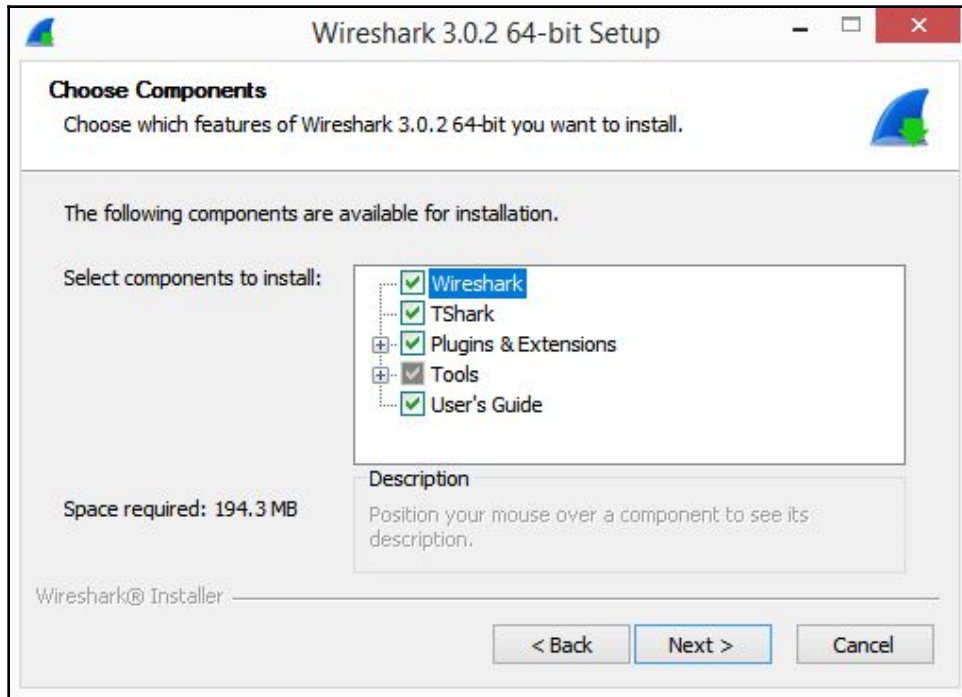 Wireshark 3.0.2 64-bit Setup
Choose Components
Choose which features of Wireshark 3.0.2 64-bit you want to install.
The following components are available for installation.
Select components to install:
Wireshark
TShark
Plugins & Extensions
Tools
User's Guide
Space required: 194.3 MB
Description
Position your mouse over a component to see its
description.
Wireshark® Installer
< Back
Next >
Cancel